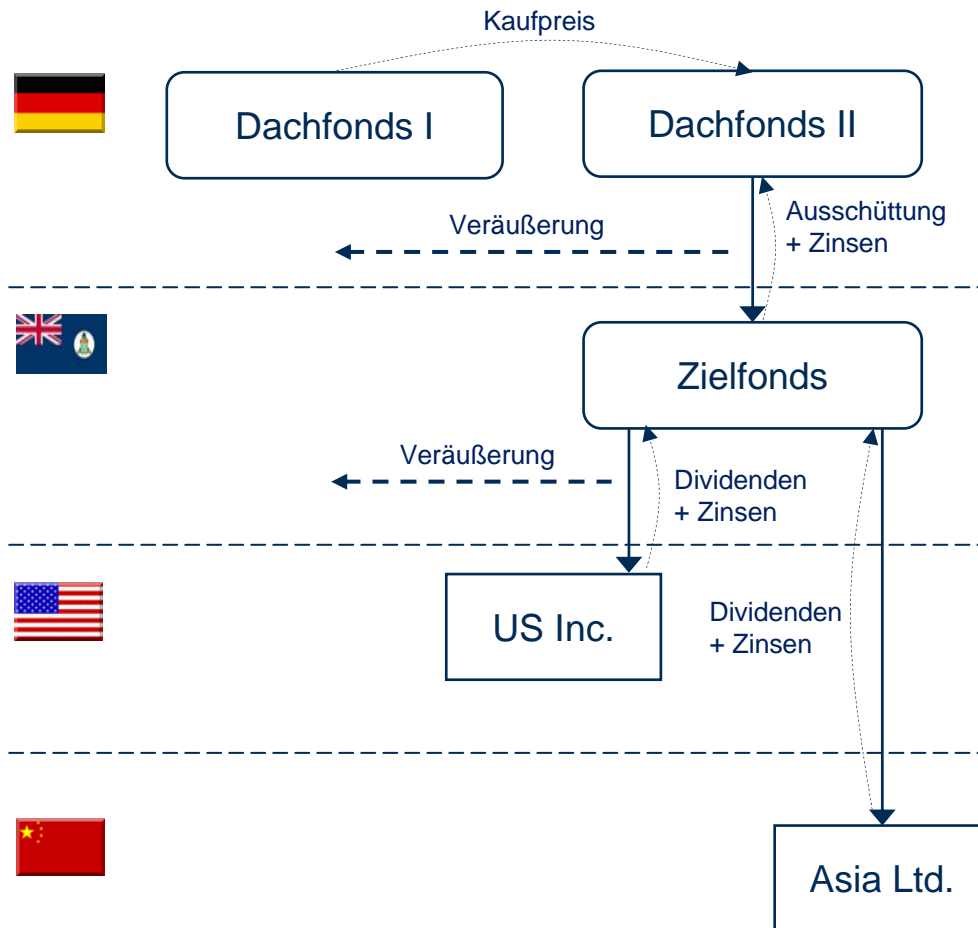 Kaufpreis
Dachfonds I
Dachfonds II
Veräußerung
Ausschüttung
+ Zinsen
Zielfonds
Veräußerung
Dividenden
+ Zinsen
US Inc.
Dividenden
+ Zinsen
Asia Ltd.